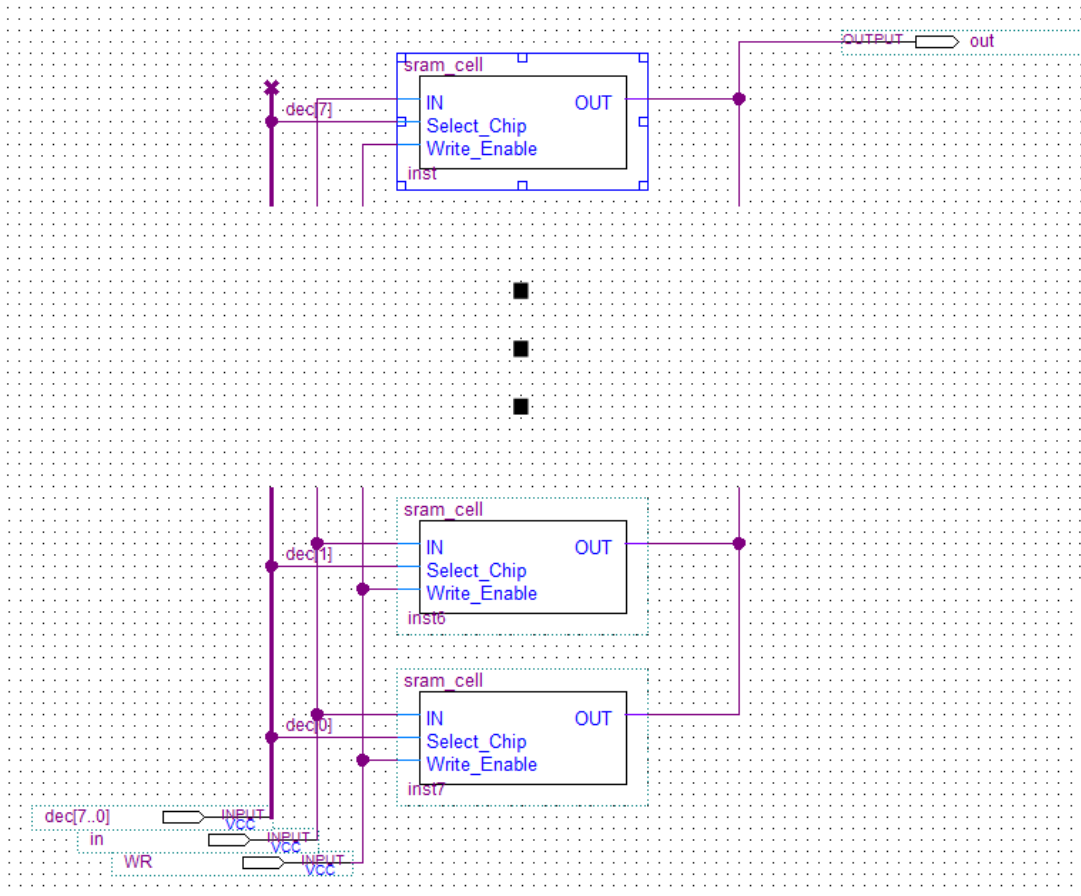 OUTPUT out
sram_cell
dec[7]
IN OUT
Select_Chip
Write_Enable
inst
sram_cell
dec[1]
IN OUT
Select_Chip
Write_Enable
inst6
sram_cell
dec[0]
IN OUT
Select_Chip
Write_Enable
inst7
dec[7..0] INPUT
VCC
in INPUT
VCC
WR INPUT
VCC